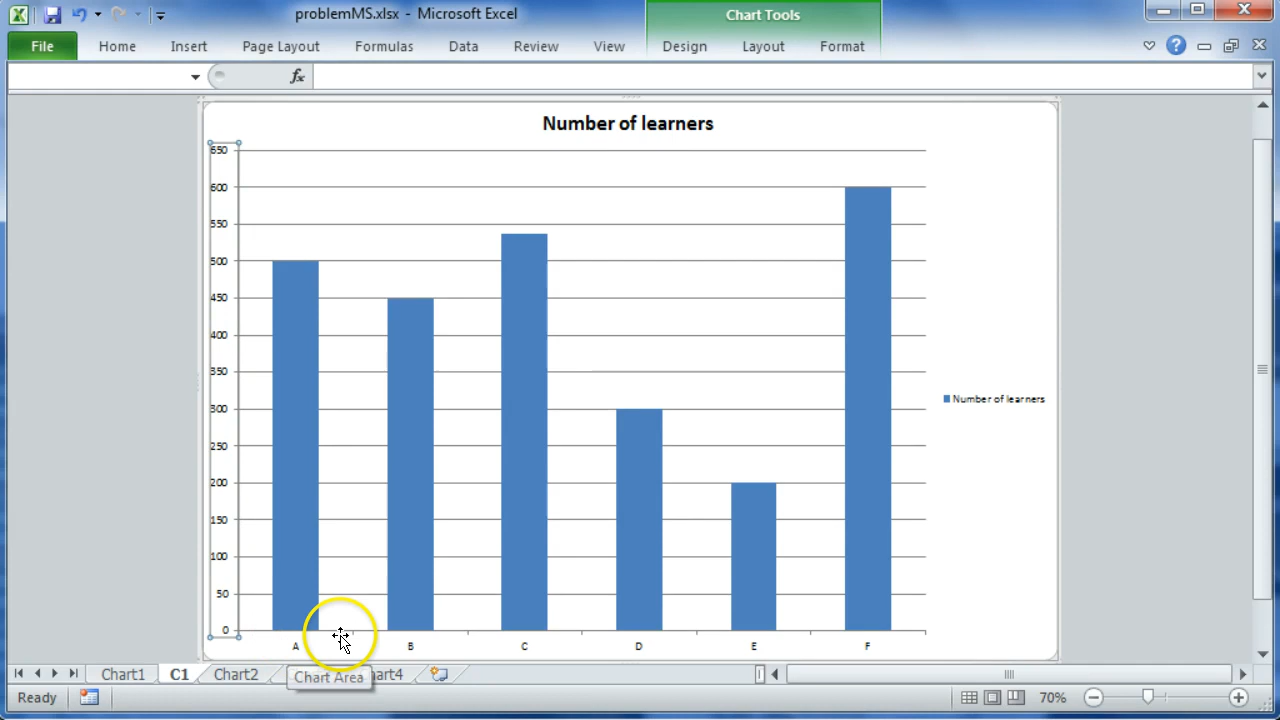 problemMS.xlsx - Microsoft Excel
Chart Tools
File Home Insert Page Layout Formulas Data Review View Design Layout Format
fx
Number of learners
650
600
550
500
450
400
350
300
250
200
150
100
50
0
A B C D E F
Number of learners
Chart1 C1 Chart2 hart4
Chart Area
Ready 70%